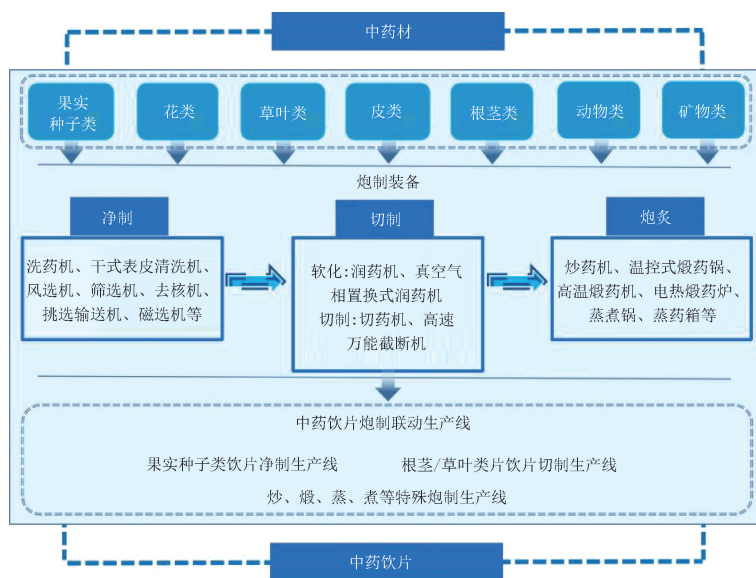 中药材
果实
种子类
花类
草叶类
皮类
根茎类
动物类
矿物类
炮制装备
净制
洗药机、干式表皮清洗机、
风选机、筛选机、去核机、
挑选输送机、磁选机等
切制
软化:润药机、真空气
相置换式润药机
切制:切药机、高速
万能截断机
炮炙
炒药机、温控式煅药锅、
高温煅药机、电热煅药炉、
蒸煮锅、蒸药箱等
中药饮片炮制联动生产线
果实种子类饮片净制生产线
根茎/草叶类片饮片切制生产线
炒、煅、蒸、煮等特殊炮制生产线
中药饮片